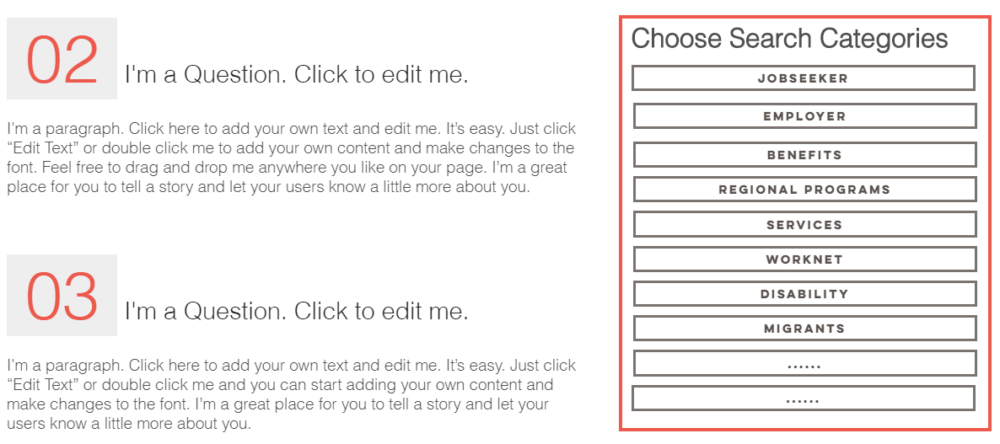 02
I'm a Question. Click to edit me.
I'm a paragraph. Click here to add your own text and edit me. It’s easy. Just click
“Edit Text” or double click me to add your own content and make changes to the
font. Feel free to drag and drop me anywhere you like on your page. I’m a great
place for you to tell a story and let your users know a little more about you.
03
I'm a Question. Click to edit me.
I'm a paragraph. Click here to add your own text and edit me. It’s easy. Just click
“Edit Text” or double click me and you can start adding your own content and
make changes to the font. I’m a great place for you to tell a story and let your
users know a little more about you.
Choose Search Categories
JOBSEEKER
EMPLOYER
BENEFITS
REGIONAL PROGRAMS
SERVICES
WORKNET
DISABILITY
MIGRANTS
......
......